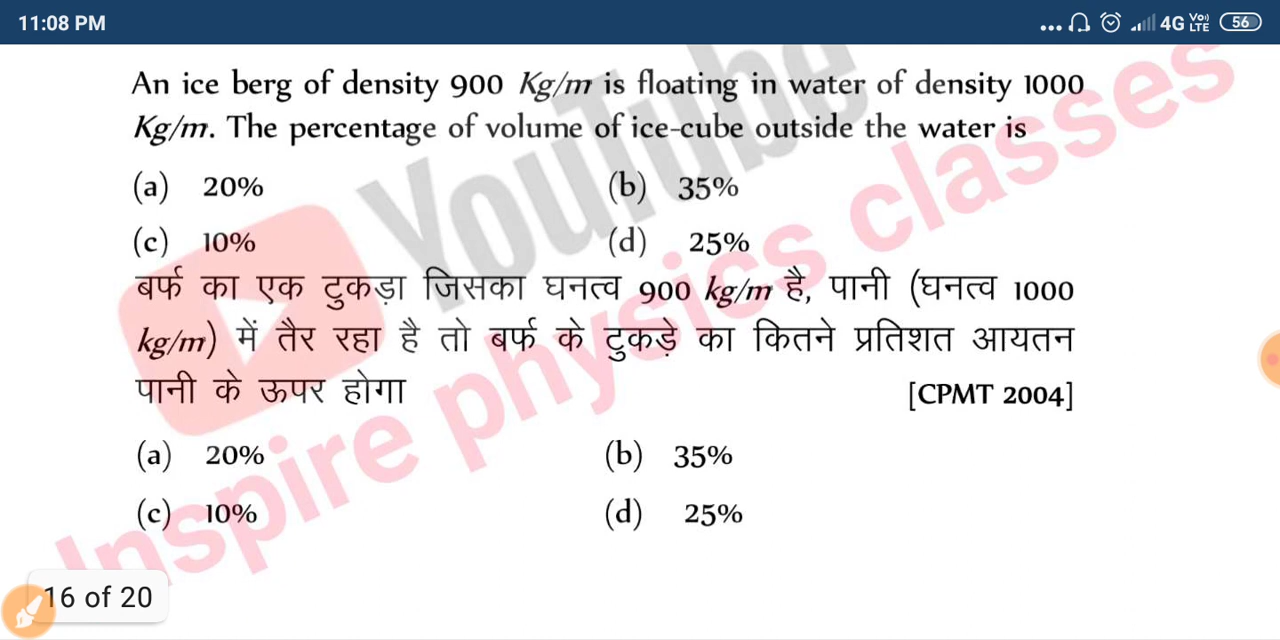 11:08 PM
4G Vo) LTE 56
An ice berg of density 900 Kg/m is floating in water of density 1000
Kg/m. The percentage of volume of ice-cube outside the water is
(a) 20% (b) 35%
(c) 10% (d) 25%
बर्फ का एक टुकड़ा जिसका घनत्व 900 kg/m है, पानी (घनत्व 1000
kg/m) में तैर रहा है तो बर्फ के टुकड़े का कितने प्रतिशत आयतन
पानी के ऊपर होगा [CPMT 2004]
(a) 20% (b) 35%
(c) 10% (d) 25%
16 of 20
YouTube
Inspire physics classes